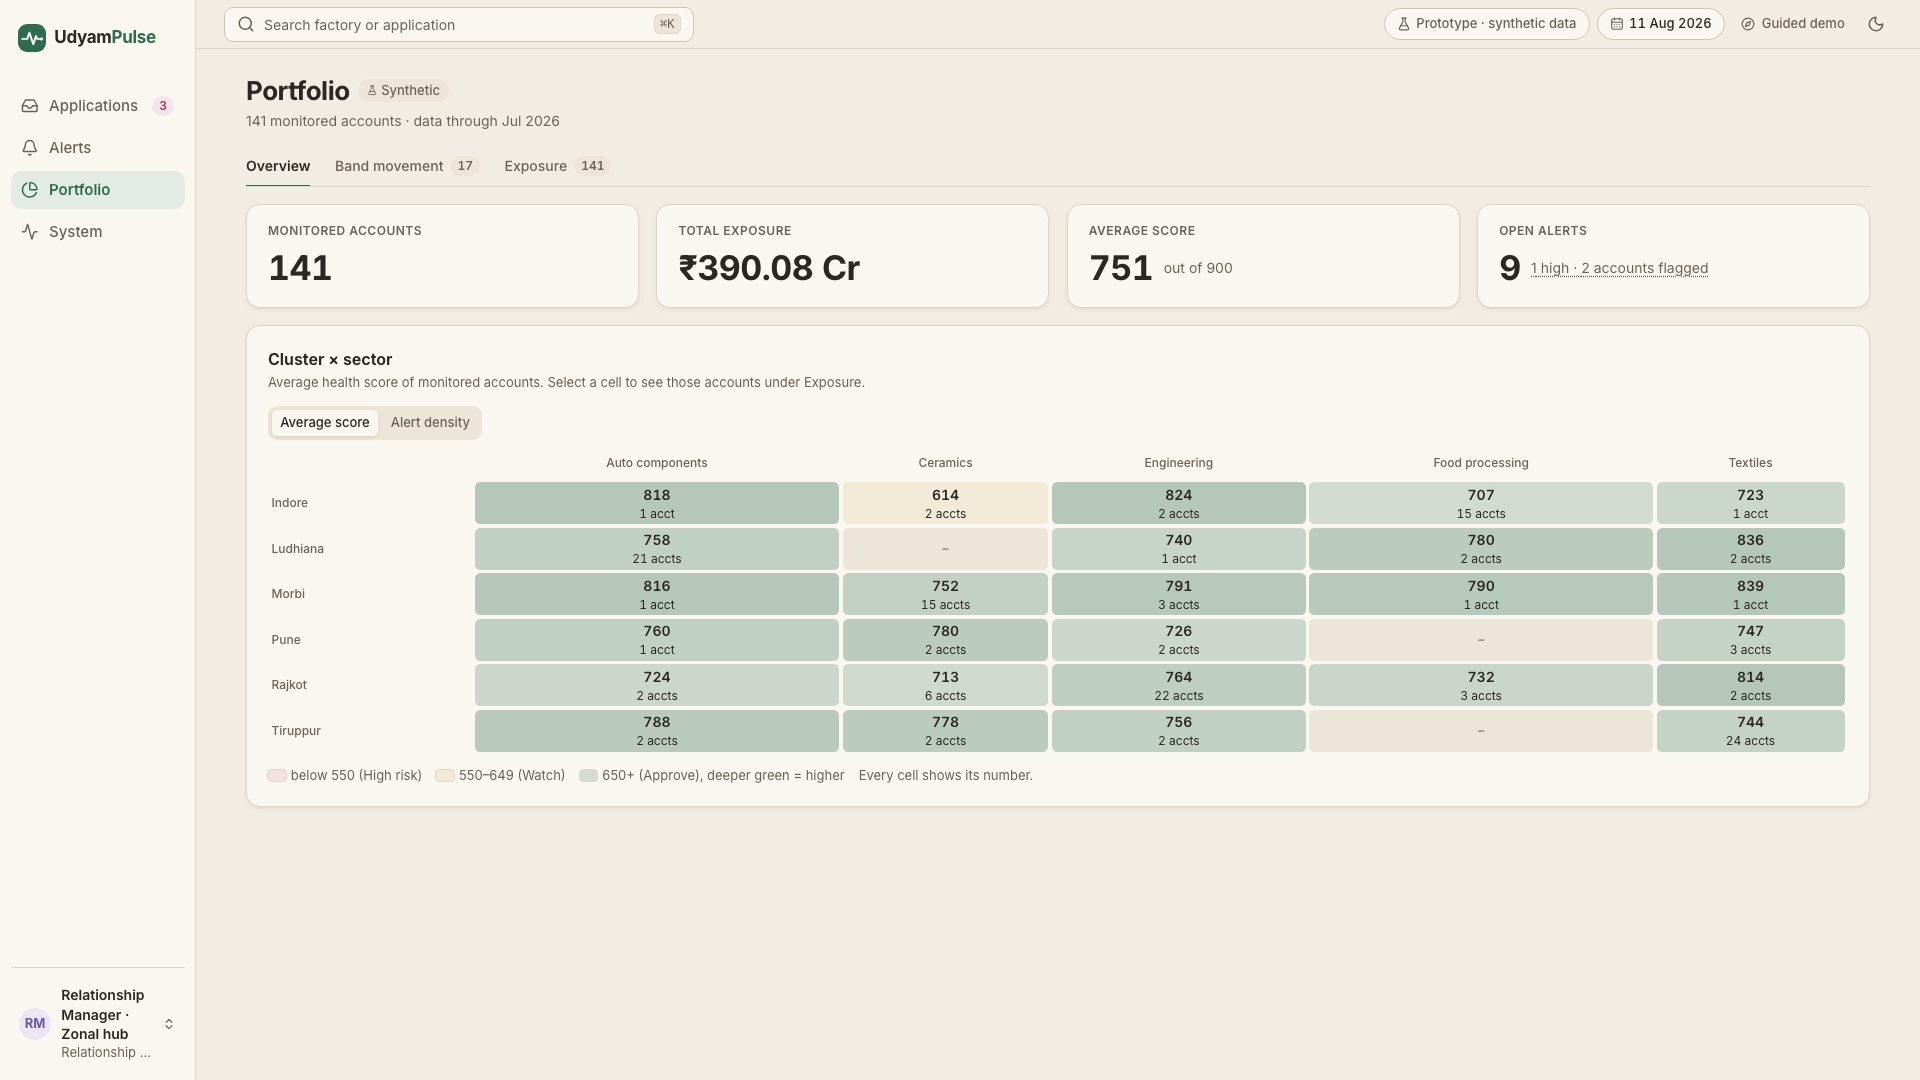 UdyamPulse
Search factory or application ⌘K
Prototype · synthetic data
11 Aug 2026
Guided demo
Applications 3
Alerts
Portfolio
System
Portfolio Synthetic
141 monitored accounts · data through Jul 2026
Overview Band movement 17 Exposure 141
MONITORED ACCOUNTS
141
TOTAL EXPOSURE
₹390.08 Cr
AVERAGE SCORE
751 out of 900
OPEN ALERTS
9 1 high · 2 accounts flagged
Cluster × sector
Average health score of monitored accounts. Select a cell to see those accounts under Exposure.
Average score Alert density
Auto components Ceramics Engineering Food processing Textiles
Indore
818 614 824 707 723
1 acct 2 accts 2 accts 15 accts 1 acct
Ludhiana
758 – 740 780 836
21 accts 1 acct 2 accts 2 accts
Morbi
816 752 791 790 839
1 acct 15 accts 3 accts 1 acct 1 acct
Pune
760 780 726 – 747
1 acct 2 accts 2 accts 3 accts
Rajkot
724 713 764 732 814
2 accts 6 accts 22 accts 3 accts 2 accts
Tiruppur
788 778 756 – 744
2 accts 2 accts 2 accts 24 accts
below 550 (High risk) 550–649 (Watch) 650+ (Approve), deeper green = higher Every cell shows its number.
RM
Relationship
Manager ·
Zonal hub
Relationship ...